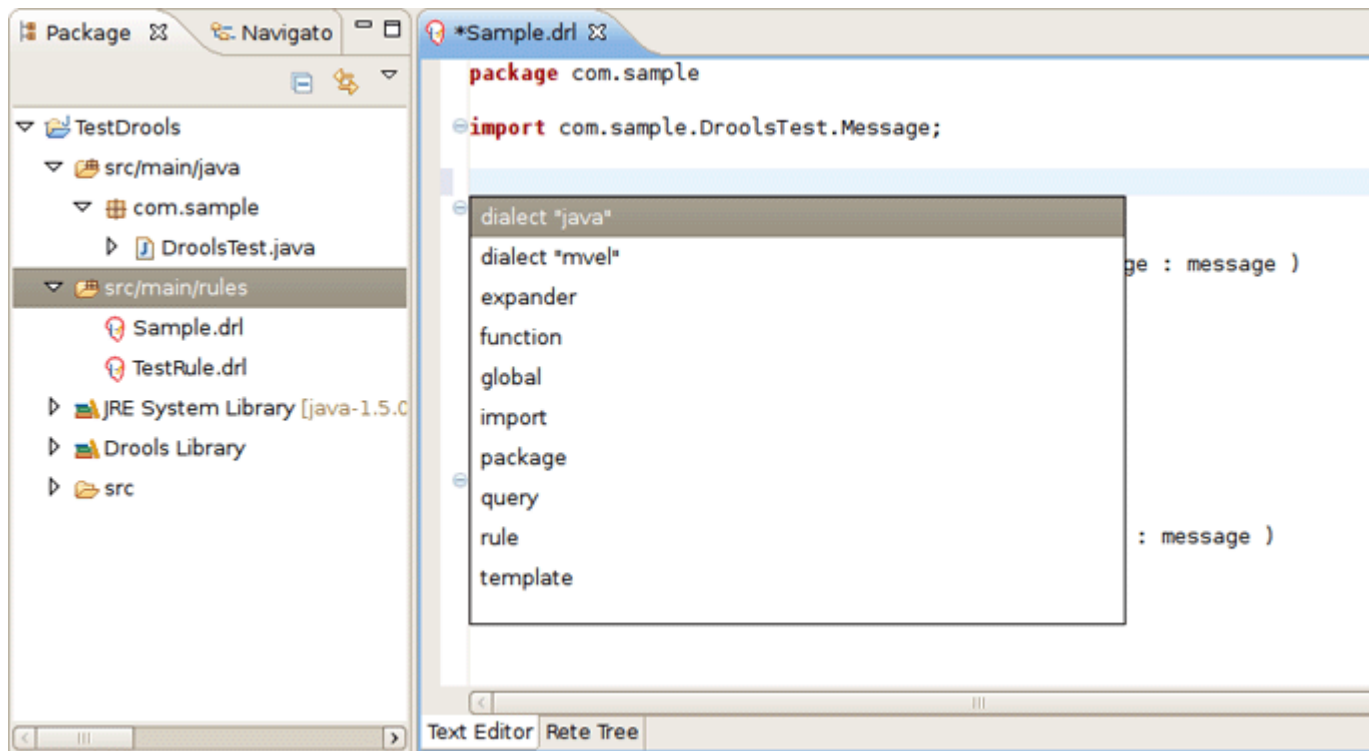 Package
Navigato
TestDrools
src/main/java
com.sample
DroolsTest.java
src/main/rules
Sample.drl
TestRule.drl
JRE System Library [java-1.5.0
Drools Library
src
*Sample.drl
package com.sample
import com.sample.DroolsTest.Message;
dialect "java"
dialect "mvel"
ge : message )
expander
function
global
import
package
query
rule
: message )
template
Text Editor
Rete Tree